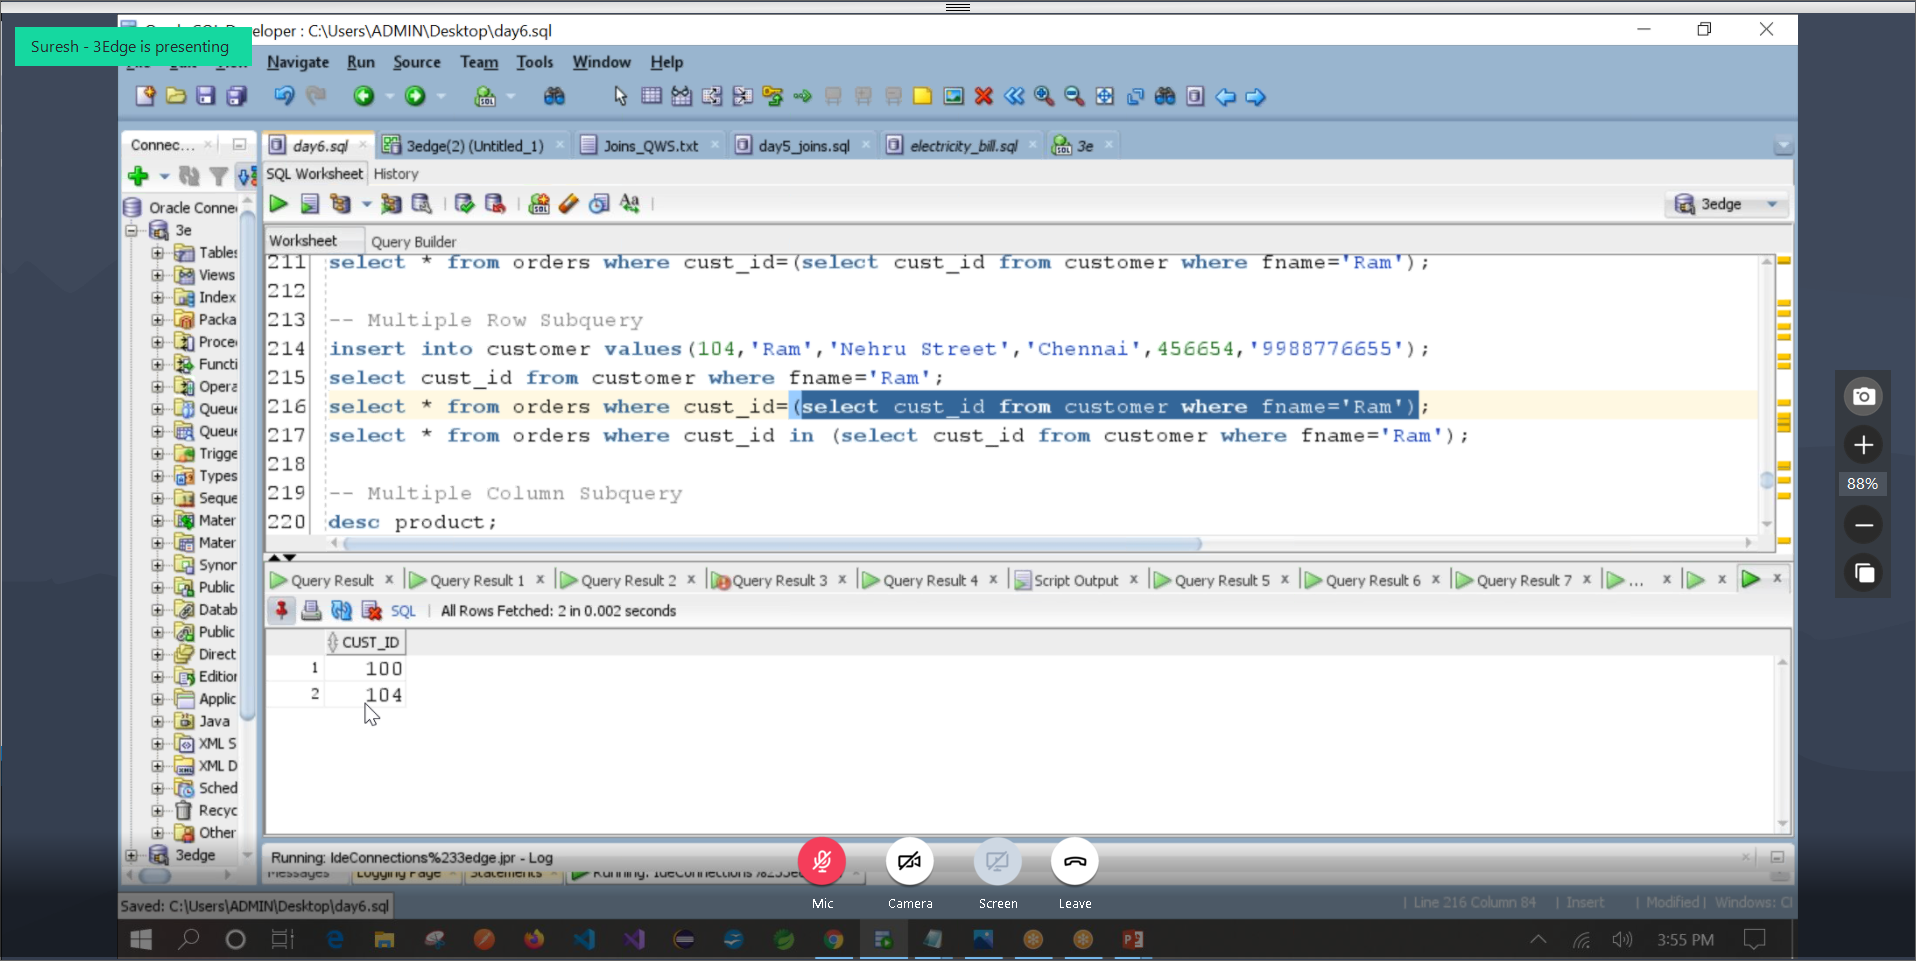 Suresh - 3Edge is presenting
eloper : C:\Users\ADMIN\Desktop\day6.sql
Navigate Run Source Team Tools Window Help
Connec...
day6.sql 3edge(2) (Untitled_1) Joins_QWS.txt day5_joins.sql electricity_bill.sql 3e
SQL Worksheet History
3edge
Worksheet Query Builder
Oracle Conne
3e
Tables
Views
Index
Packa
Proce
Functi
Opera
Queue
Queue
Trigge
Types
Seque
Mater
Mater
Synor
Public
Datab
Public
Direct
Edition
Applic
Java
XML S
XML D
Sched
Recyc
Other
3edge
211 select * from orders where cust_id=(select cust_id from customer where fname='Ram');
212
213 -- Multiple Row Subquery
214 insert into customer values(104,'Ram','Nehru Street','Chennai',456654,'9988776655');
215 select cust_id from customer where fname='Ram';
216 select * from orders where cust_id=(select cust_id from customer where fname='Ram');
217 select * from orders where cust_id in (select cust_id from customer where fname='Ram');
218
219 -- Multiple Column Subquery
220 desc product;
Query Result x Query Result 1 x Query Result 2 x Query Result 3 x Query Result 4 x Script Output x Query Result 5 x Query Result 6 x Query Result 7 x ... x x x
SQL | All Rows Fetched: 2 in 0.002 seconds
CUST_ID
1 100
2 104
88%
Running: IdeConnections%233edge.jpr - Log
Messages Logging Page Statements Running: IdeConnections%233e
Mic Camera Screen Leave
Saved: C:\Users\ADMIN\Desktop\day6.sql
| Line 216 Column 84 | Insert | Modified | Windows: C
3:55 PM